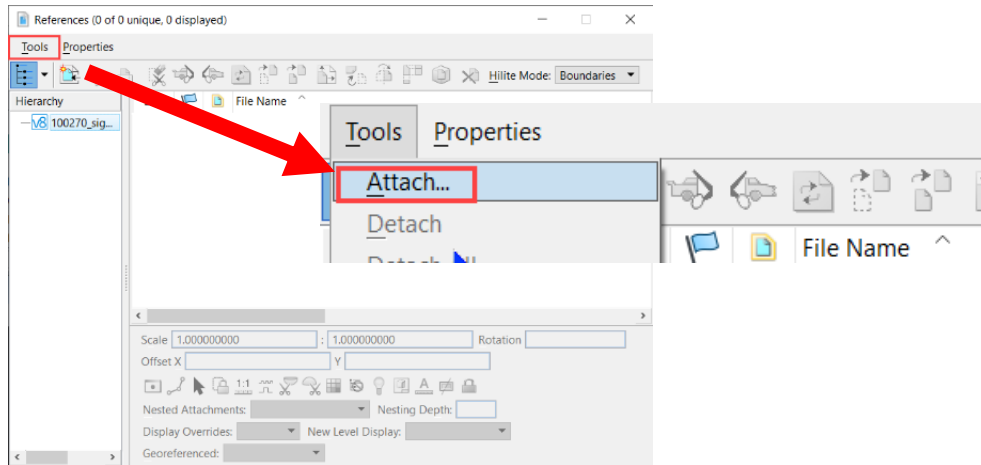 References (0 of 0 unique, 0 displayed)
Tools Properties
Hilite Mode: Boundaries
Hierarchy
File Name
V8 100270_sig...
Tools Properties
Attach...
Detach
File Name
Scale 1.000000000 : 1.000000000 Rotation
Offset X Y
1:1
Nested Attachments: Nesting Depth:
Display Overrides: New Level Display:
Georeferenced: